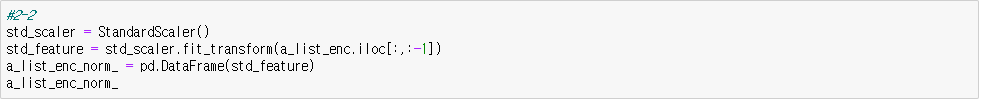 #2-2
std_scaler = StandardScaler()
std_feature = std_scaler.fit_transform(a_list_enc.iloc[:,:-1])
a_list_enc_norm_ = pd.DataFrame(std_feature)
a_list_enc_norm_